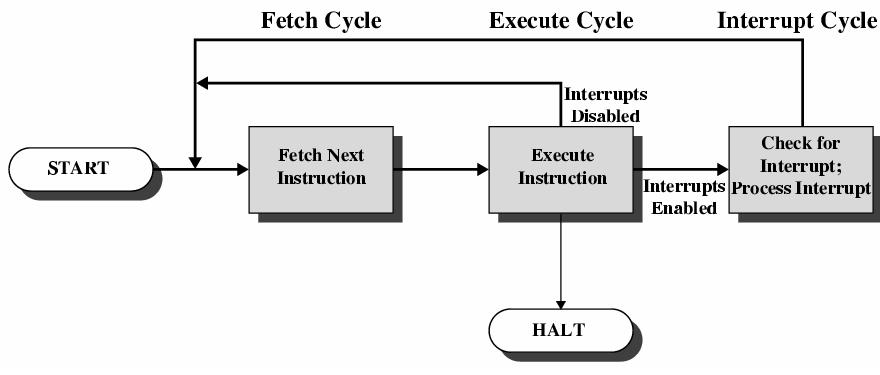 Fetch Cycle
Execute Cycle
Interrupt Cycle
Interrupts
Disabled
START
Fetch Next
Instruction
Execute
Instruction
Interrupts
Enabled
Check for
Interrupt;
Process Interrupt
HALT